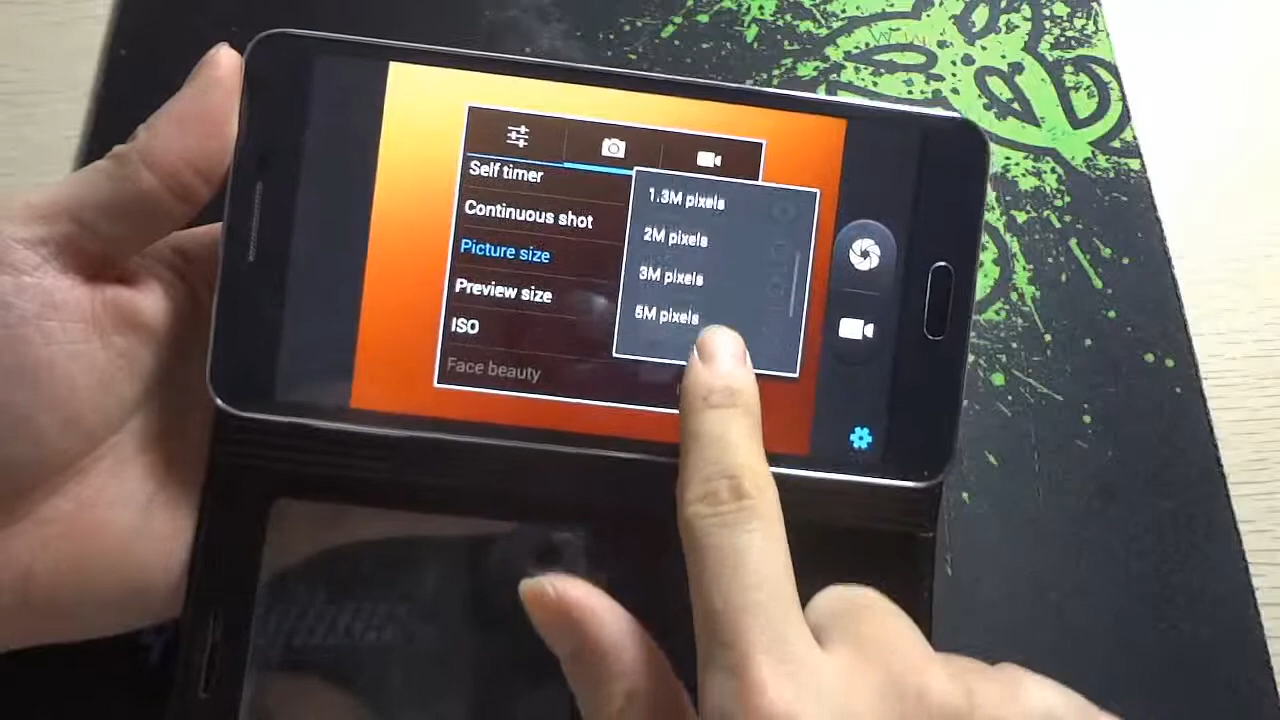 Self timer
Continuous shot
Picture size
Preview size
ISO
Face beauty
1.3M pixels
2M pixels
3M pixels
5M pixels